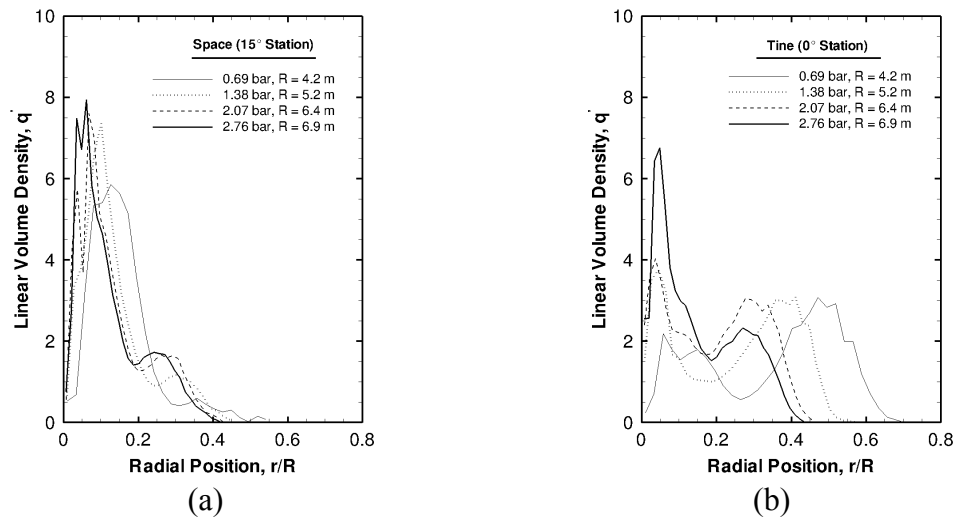 Space (15° Station)
0.69 bar, R = 4.2 m
1.38 bar, R = 5.2 m
2.07 bar, R = 6.4 m
2.76 bar, R = 6.9 m
Linear Volume Density, q'
10
8
6
4
2
0
0 0.2 0.4 0.6 0.8
Radial Position, r/R
(a)
Tine (0° Station)
0.69 bar, R = 4.2 m
1.38 bar, R = 5.2 m
2.07 bar, R = 6.4 m
2.76 bar, R = 6.9 m
Linear Volume Density, q'
10
8
6
4
2
0
0 0.2 0.4 0.6 0.8
Radial Position, r/R
(b)